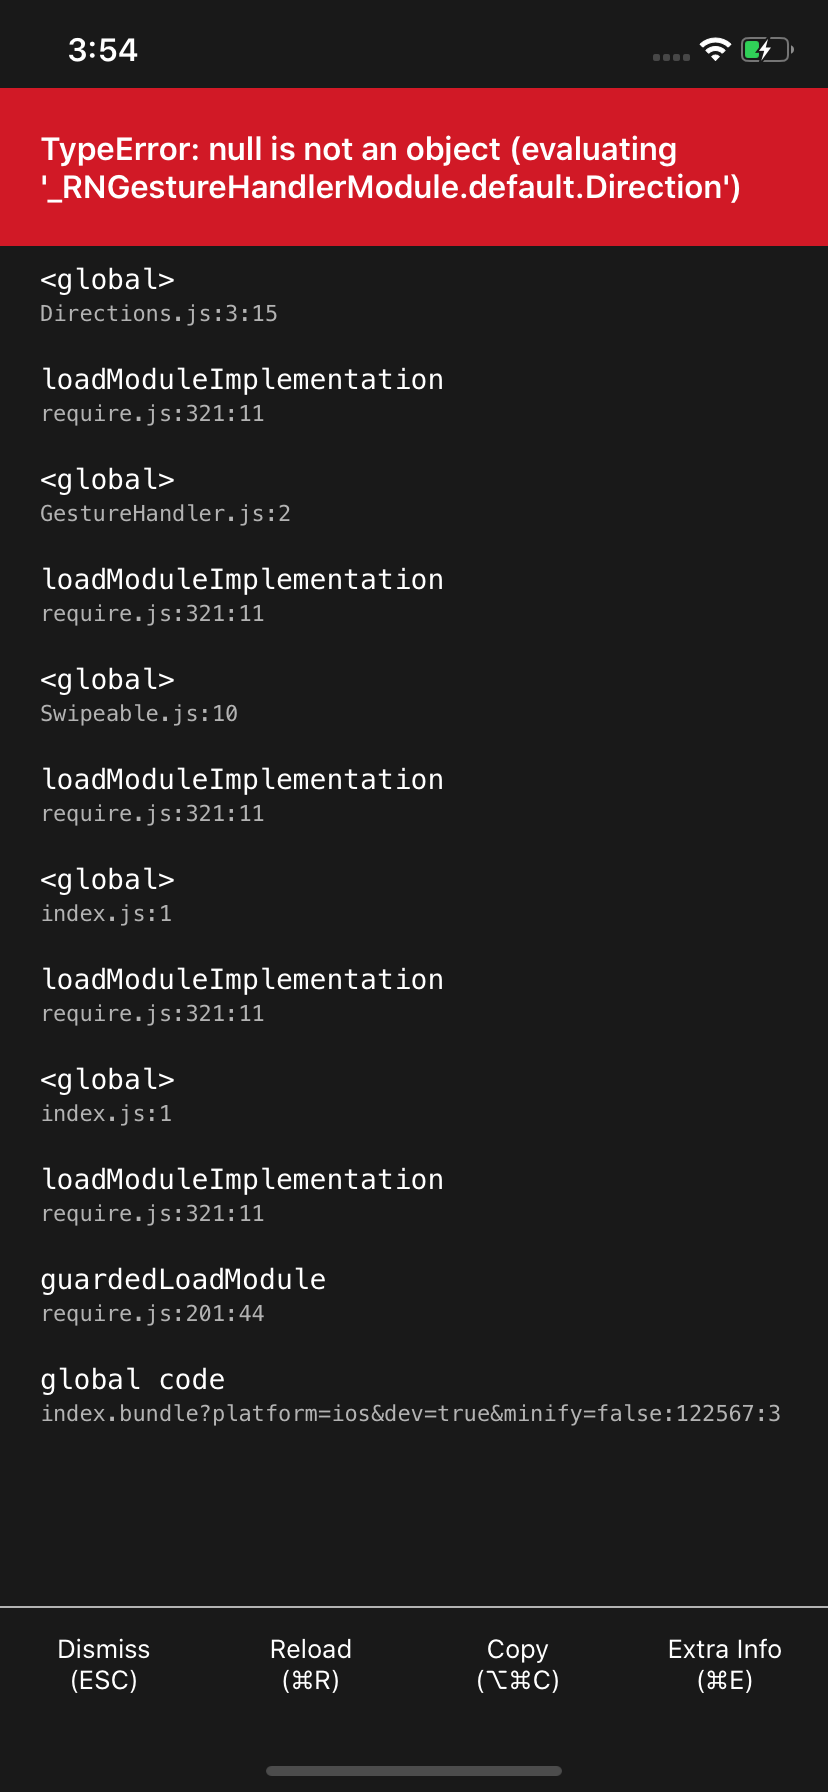 3:54
TypeError: null is not an object (evaluating
'_RNGestureHandlerModule.default.Direction')
<global>
Directions.js:3:15
loadModuleImplementation
require.js:321:11
<global>
GestureHandler.js:2
loadModuleImplementation
require.js:321:11
<global>
Swipeable.js:10
loadModuleImplementation
require.js:321:11
<global>
index.js:1
loadModuleImplementation
require.js:321:11
<global>
index.js:1
loadModuleImplementation
require.js:321:11
guardedLoadModule
require.js:201:44
global code
index.bundle?platform=ios&dev=true&minify=false:122567:3
Dismiss Reload Copy Extra Info
(ESC) (⌘R) (⌥⌘C) (⌘E)